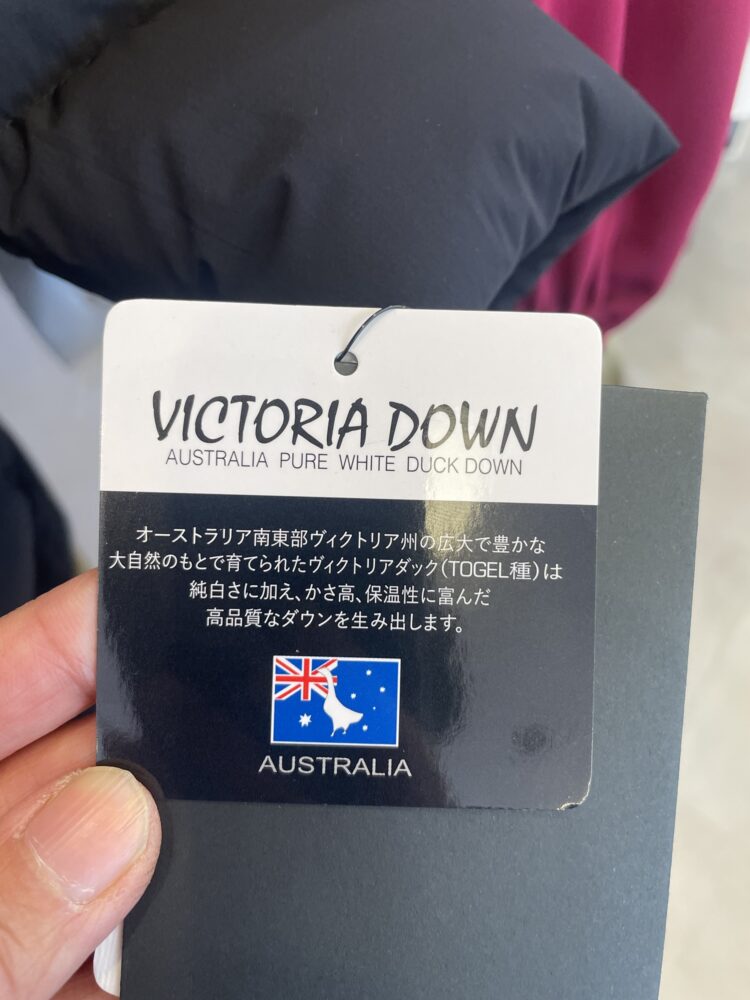 VICTORIA DOWN
AUSTRALIA PURE WHITE DUCK DOWN
オーストラリア南東部ヴィクトリア州の広大で豊かな
大自然のもとで育てられたヴィクトリアダック(TOGEL種)は
純白さに加え、かさ高、保温性に富んだ
高品質なダウンを生み出します。
AUSTRALIA